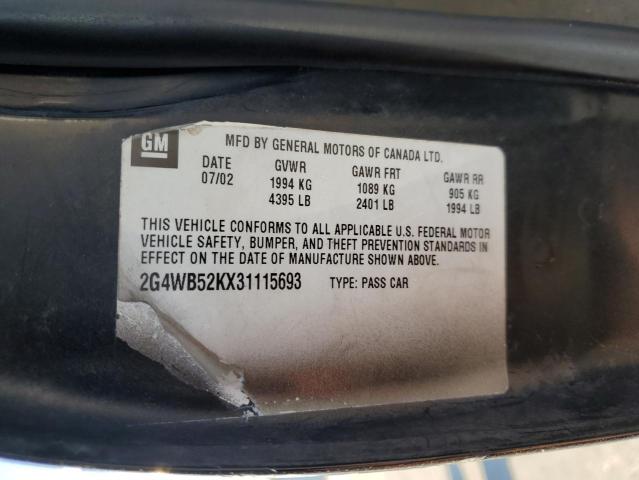 GM
MFD BY GENERAL MOTORS OF CANADA LTD.
DATE GVWR GAWR FRT GAWR RR
07/02 1994 KG 1089 KG 905 KG
4395 LB 2401 LB 1994 LB
THIS VEHICLE CONFORMS TO ALL APPLICABLE U.S. FEDERAL MOTOR
VEHICLE SAFETY, BUMPER, AND THEFT PREVENTION STANDARDS IN
EFFECT ON THE DATE OF MANUFACTURE SHOWN ABOVE.
2G4WB52KX31115693 TYPE: PASS CAR